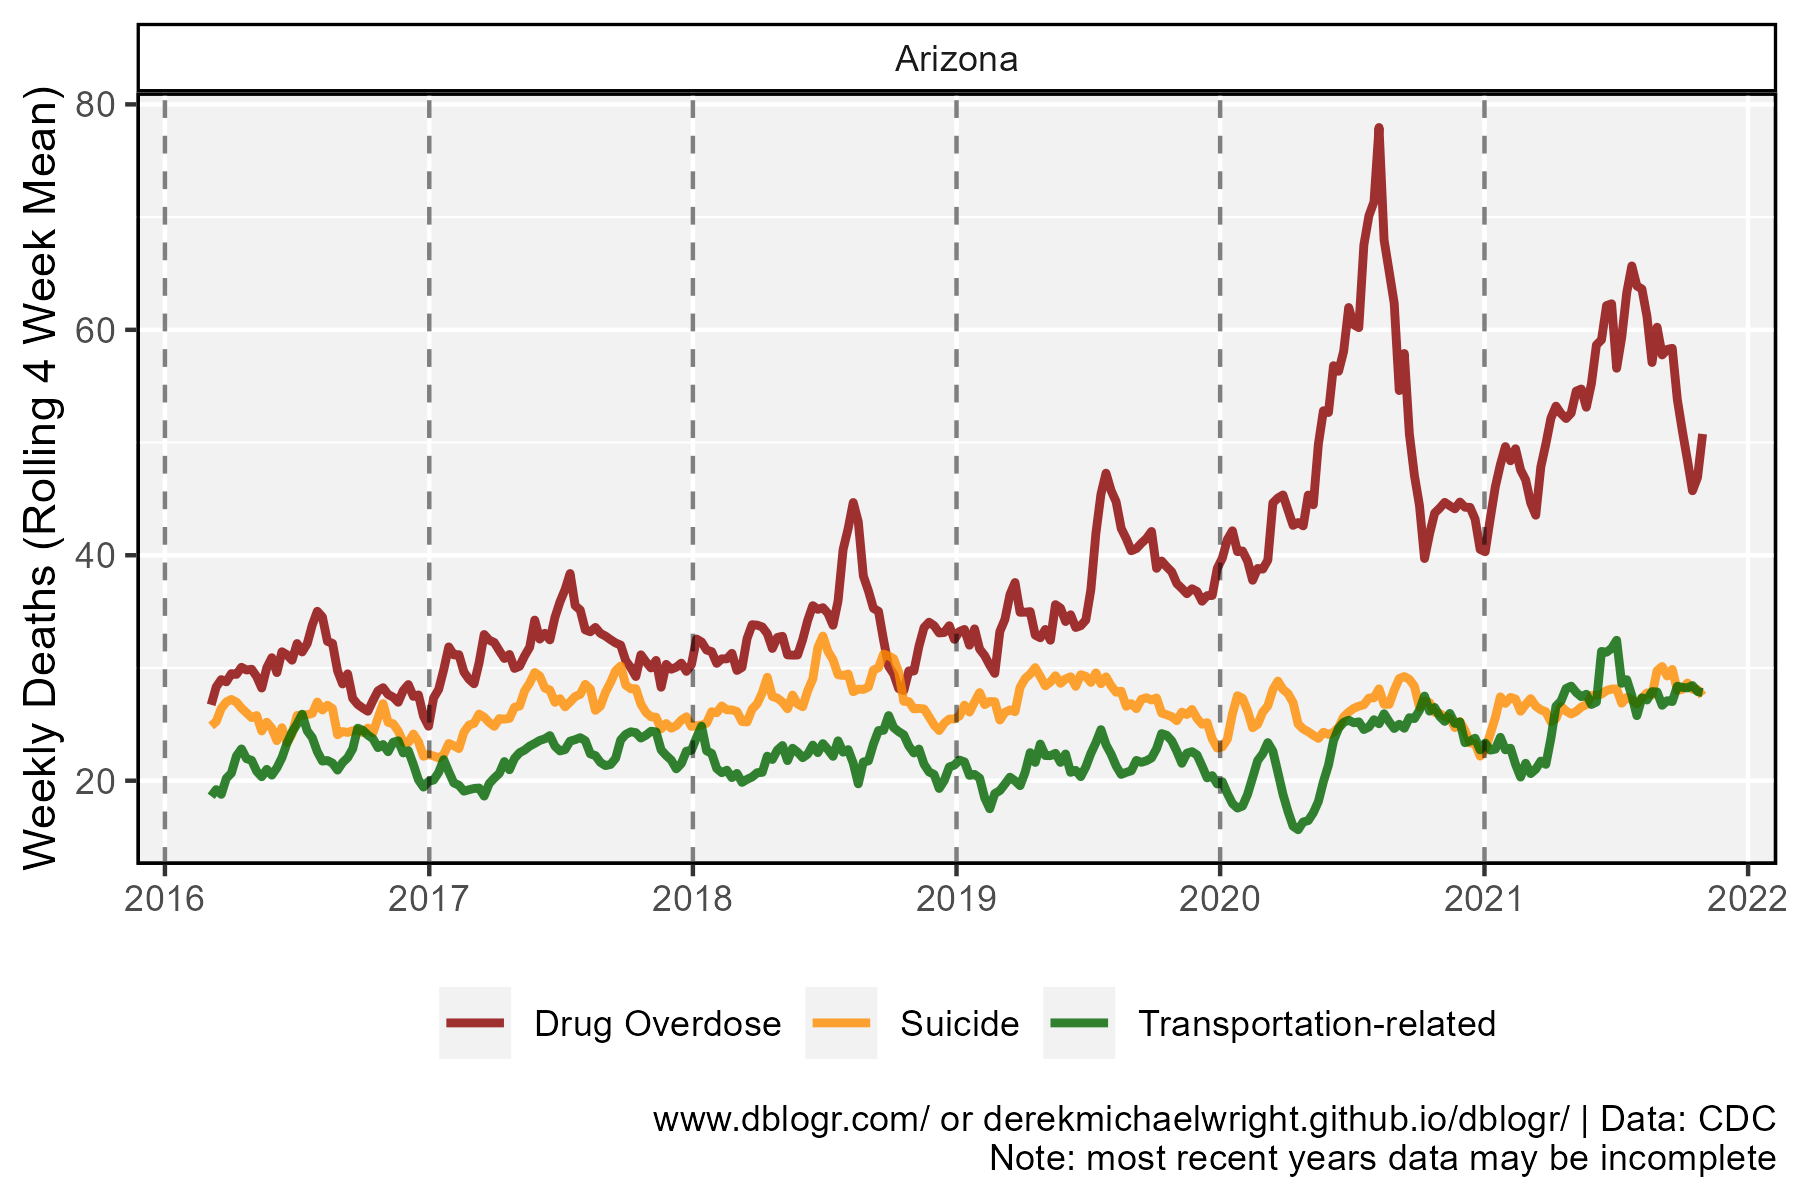 Arizona
Weekly Deaths (Rolling 4 Week Mean)
80
60
40
20
2016 2017 2018 2019 2020 2021 2022
Drug Overdose Suicide Transportation-related
www.dblogr.com/ or derekmichaelwright.github.io/dblogr/ | Data: CDC
Note: most recent years data may be incomplete